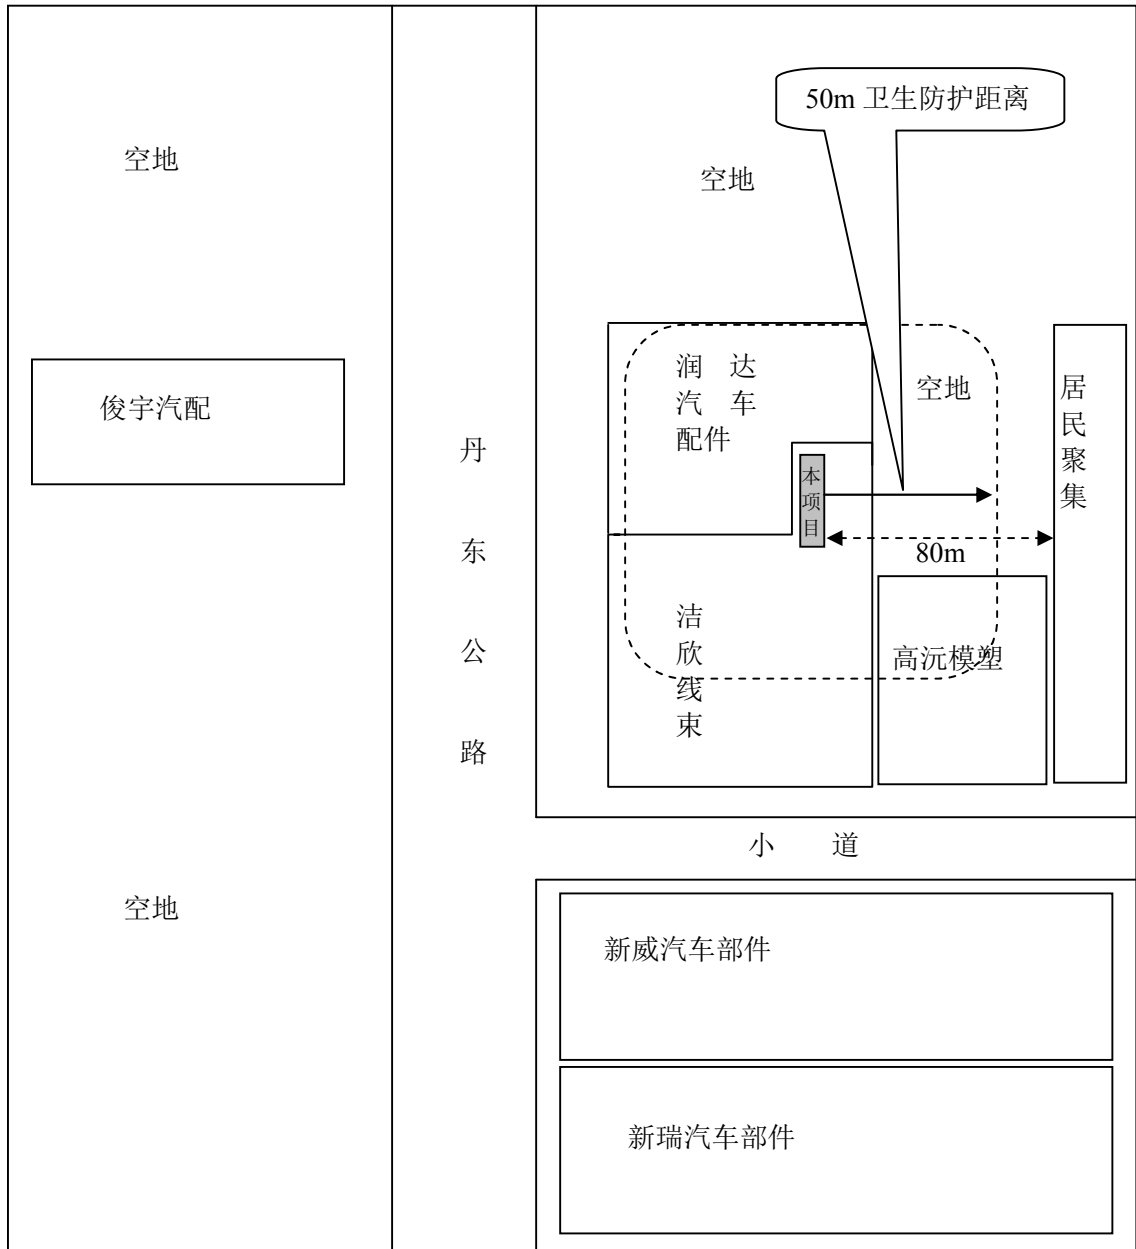 50m 卫生防护距离
空地
空地
润 达
汽 车
配件
空地
居
民
聚
集
俊宇汽配
丹
东
公
路
本
项
目
80m
洁
欣
线
束
高沅模塑
小 道
空地
新威汽车部件
新瑞汽车部件